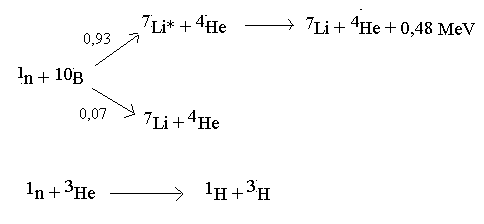 ⁷Li* + ⁴He ⟶ ⁷Li + ⁴He + 0,48 MeV
0,93
¹n + ¹⁰B
0,07
⁷Li + ⁴He
¹n + ³He ⟶ ¹H + ³H